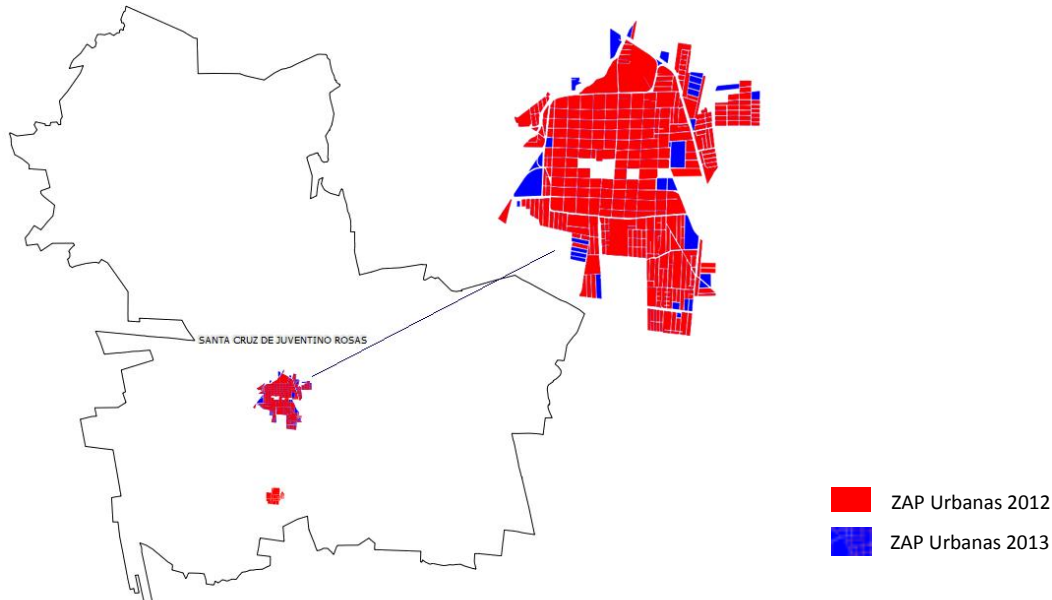 SANTA CRUZ DE JUVENTINO ROSAS
ZAP Urbanas 2012
ZAP Urbanas 2013